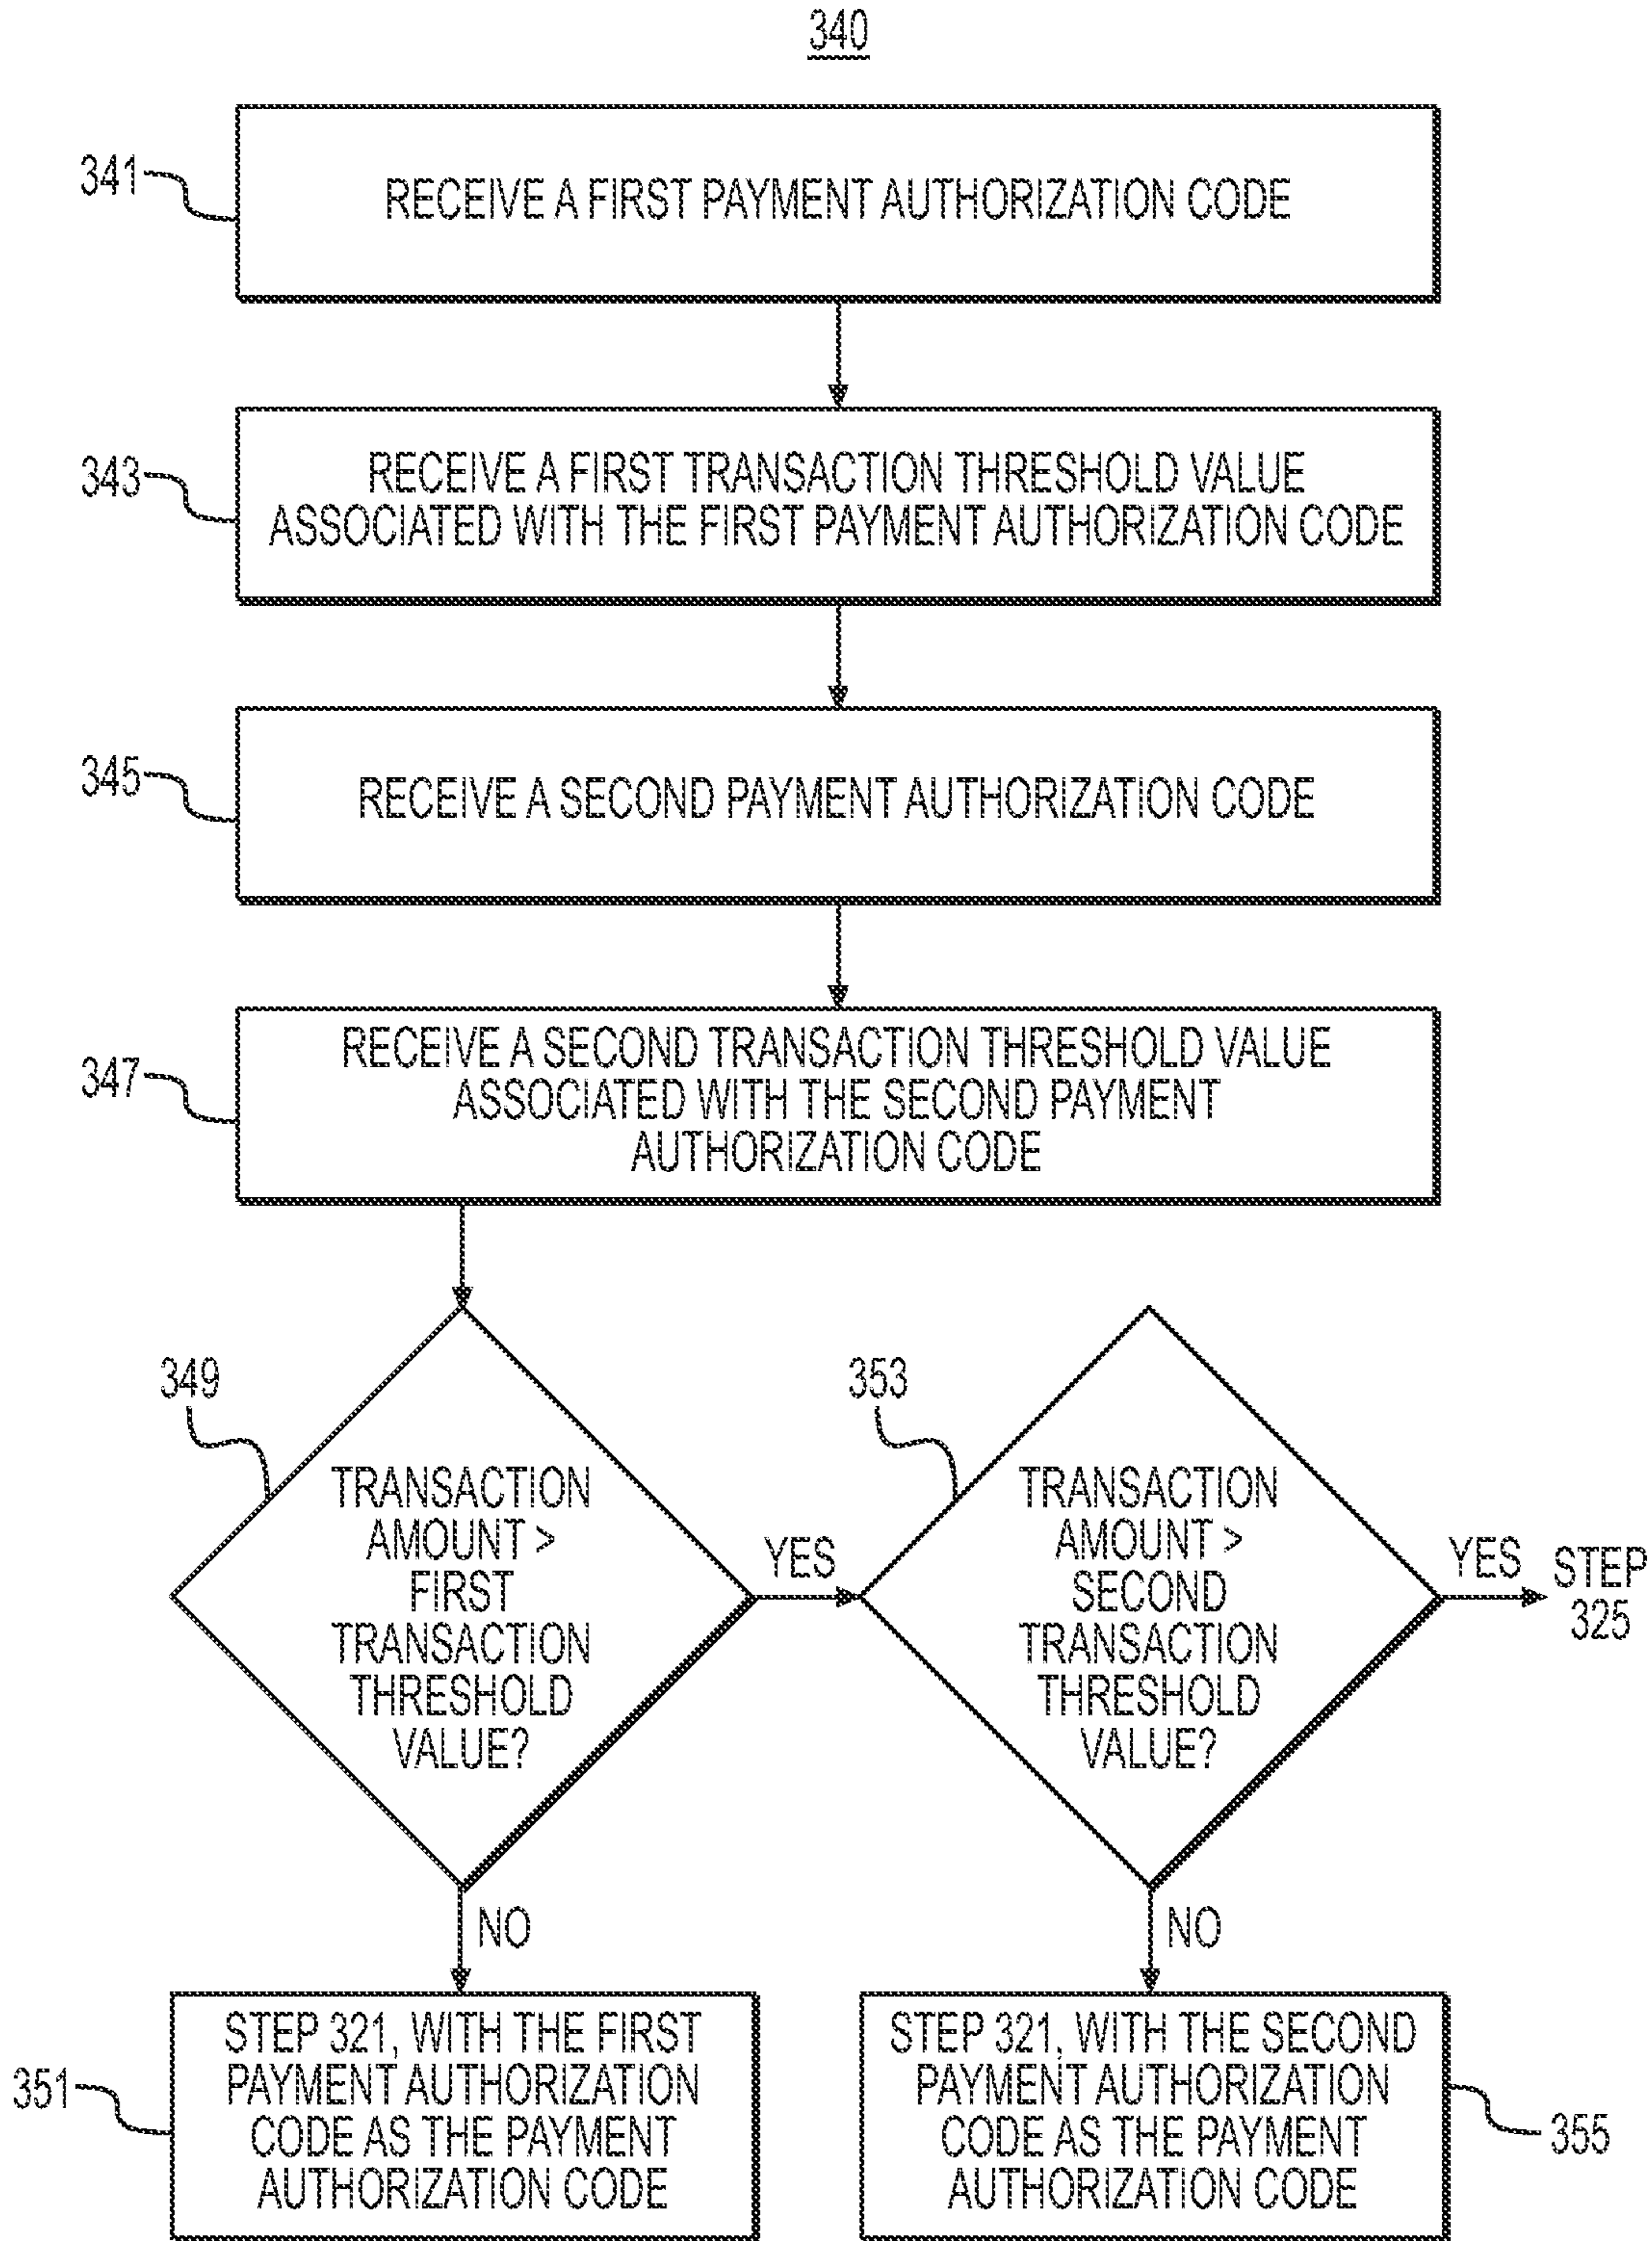 340
341
RECEIVE A FIRST PAYMENT AUTHORIZATION CODE
343
RECEIVE A FIRST TRANSACTION THRESHOLD VALUE
ASSOCIATED WITH THE FIRST PAYMENT AUTHORIZATION CODE
345
RECEIVE A SECOND PAYMENT AUTHORIZATION CODE
347
RECEIVE A SECOND TRANSACTION THRESHOLD VALUE
ASSOCIATED WITH THE SECOND PAYMENT
AUTHORIZATION CODE
349
TRANSACTION
AMOUNT >
FIRST
TRANSACTION
THRESHOLD
VALUE?
YES
353
TRANSACTION
AMOUNT >
SECOND
TRANSACTION
THRESHOLD
VALUE?
YES
STEP
325
NO
NO
351
STEP 321, WITH THE FIRST
PAYMENT AUTHORIZATION
CODE AS THE PAYMENT
AUTHORIZATION CODE
STEP 321, WITH THE SECOND
PAYMENT AUTHORIZATION
CODE AS THE PAYMENT
AUTHORIZATION CODE
355